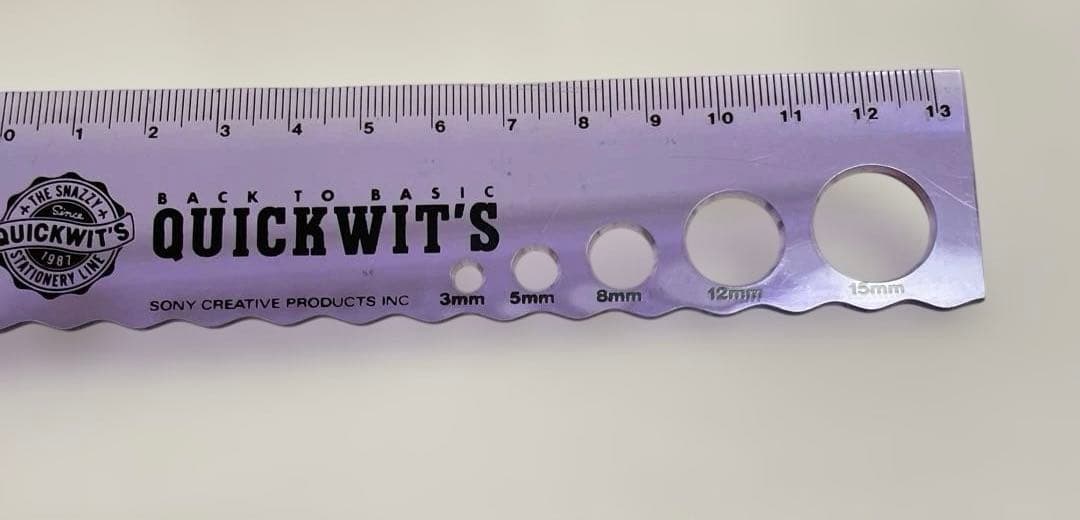 0 1 2 3 4 5 6 7 8 9 10 11 12 13
THE SNAZZY
Since
QUICKWIT'S
1987
STATIONERY LINE
BACK TO BASIC
QUICKWIT'S
SONY CREATIVE PRODUCTS INC
3mm 5mm 8mm 12mm 15mm